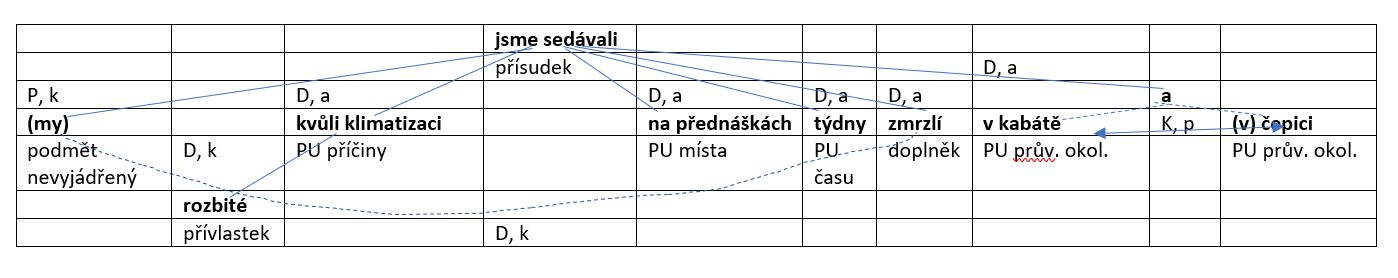 jsme sedávali
přísudek D, a
P, k D, a D, a D, a D, a a
(my) kvůli klimatizaci na přednáškách týdny zmrzlí v kabátě K, p (v) čepici
podmět D, k PU příčiny PU místa PU doplněk PU prův. okol. PU prův. okol.
nevyjádřený času
rozbité
přívlastek D, k